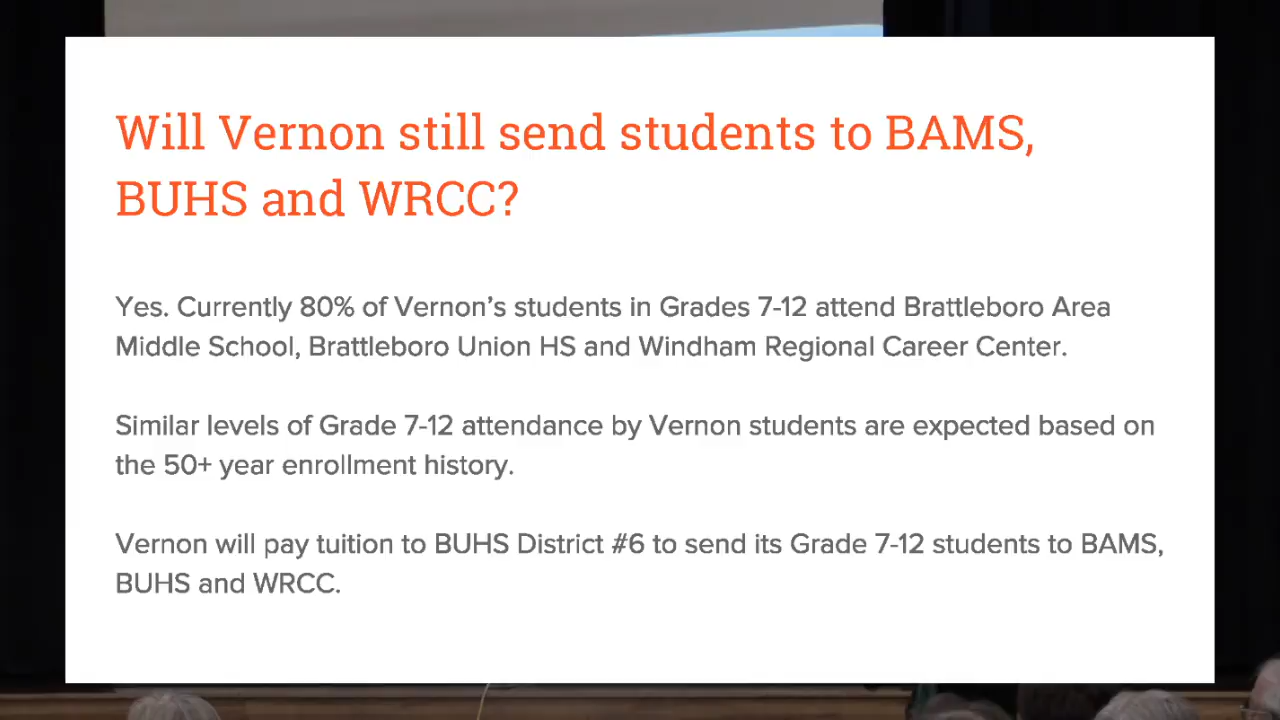 Will Vernon still send students to BAMS,
BUHS and WRCC?
Yes. Currently 80% of Vernon’s students in Grades 7-12 attend Brattleboro Area
Middle School, Brattleboro Union HS and Windham Regional Career Center.
Similar levels of Grade 7-12 attendance by Vernon students are expected based on
the 50+ year enrollment history.
Vernon will pay tuition to BUHS District #6 to send its Grade 7-12 students to BAMS,
BUHS and WRCC.